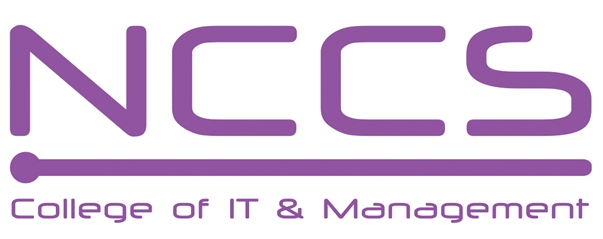 NCCS
College of IT & Management